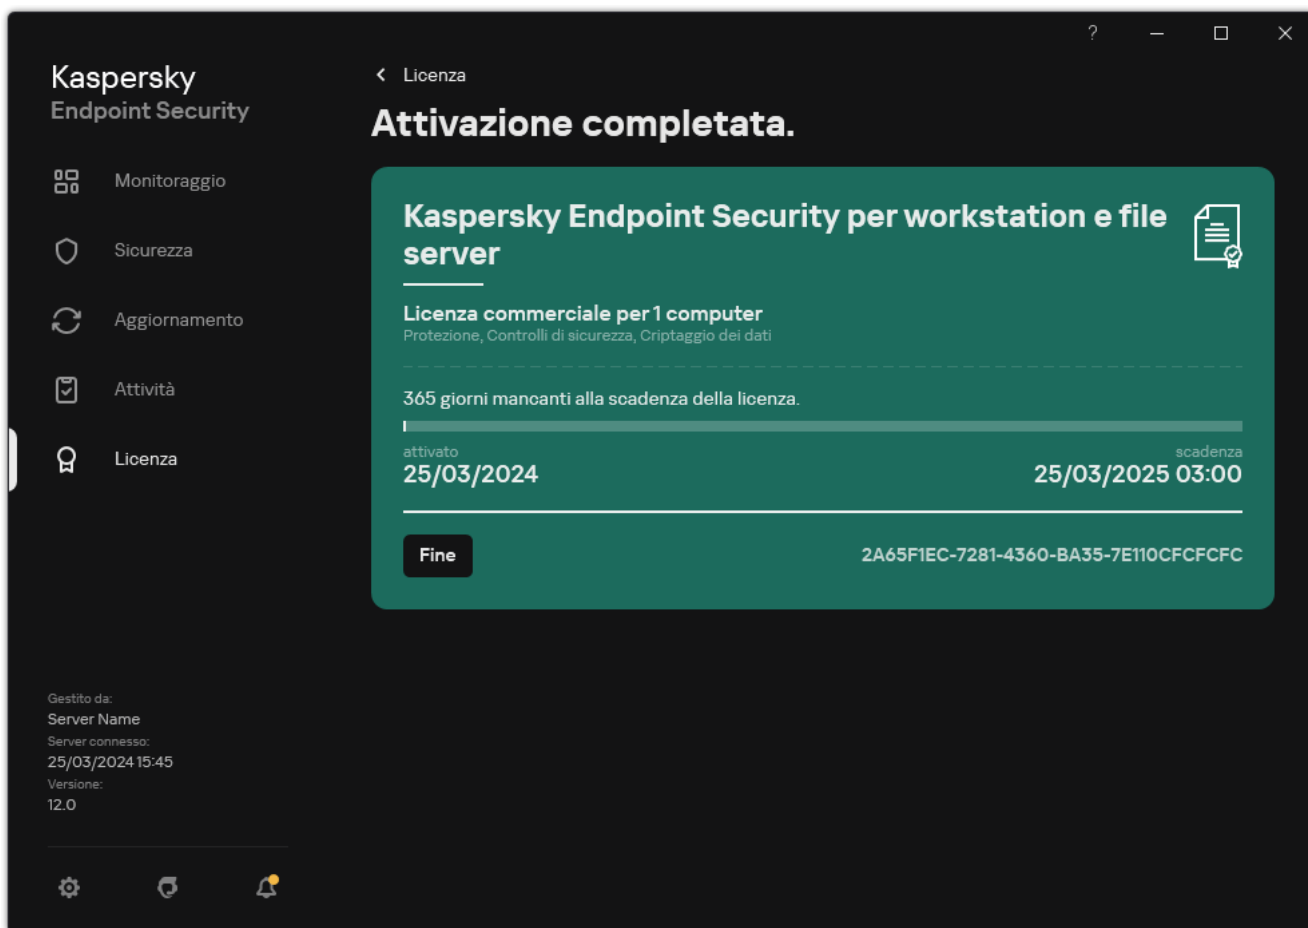 ?
Kaspersky
Endpoint Security
Monitoraggio
Sicurezza
Aggiornamento
Attività
Licenza
Gestito da:
Server Name
Server connesso:
25/03/2024 15:45
Versione:
12.0
Licenza
Attivazione completata.
Kaspersky Endpoint Security per workstation e file
server
Licenza commerciale per 1 computer
Protezione, Controlli di sicurezza, Criptaggio dei dati
365 giorni mancanti alla scadenza della licenza.
attivato
25/03/2024
scadenza
25/03/2025 03:00
Fine
2A65F1EC-7281-4360-BA35-7E110CFCFCFC